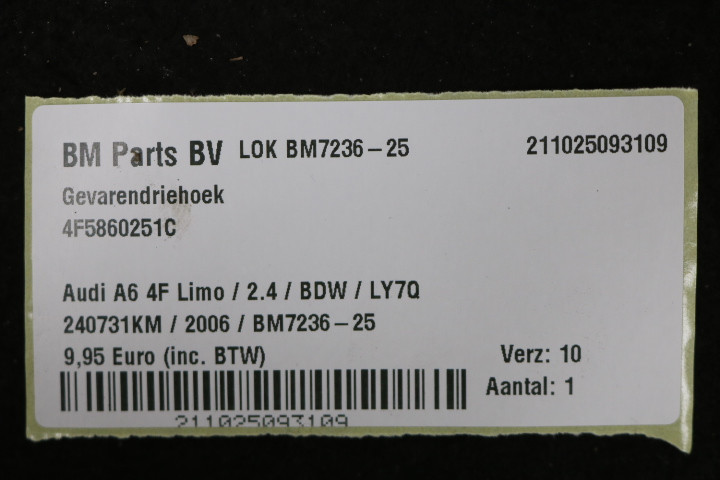 BM Parts BV LOK BM7236-25 211025093109
Gevarendriehoek
4F5860251C
Audi A6 4F Limo / 2.4 / BDW / LY7Q
240731KM / 2006 / BM7236-25
9,95 Euro (inc. BTW) Verz: 10
Aantal: 1
211025093109